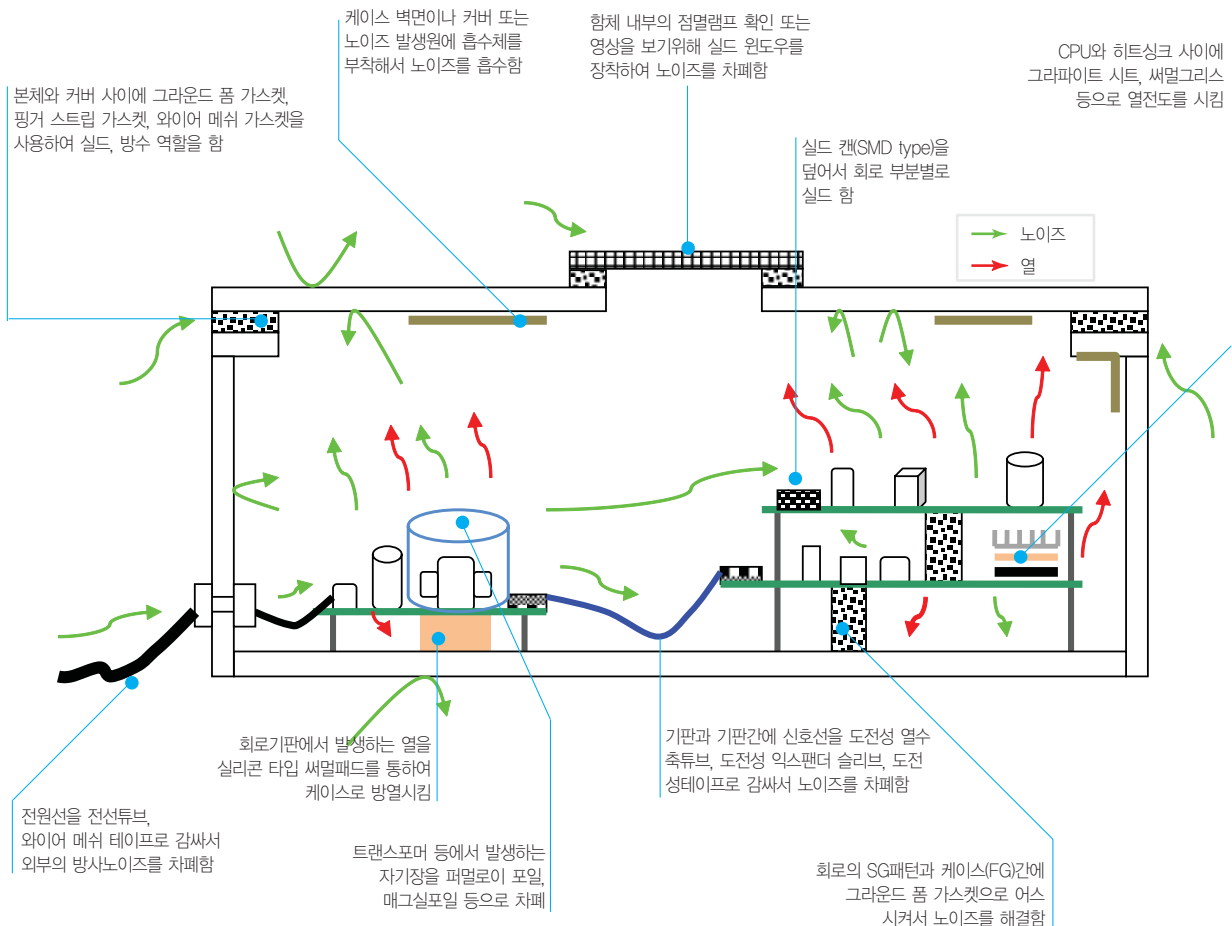 케이스 벽면이나 커버 또는
노이즈 발생원에 흡수체를
부착해서 노이즈를 흡수함
함체 내부의 점멸램프 확인 또는
영상을 보기위해 실드 윈도우를
장착하여 노이즈를 차폐함
CPU와 히트싱크 사이에
그라파이트 시트, 써멀그리스
등으로 열전도를 시킴
본체와 커버 사이에 그라운드 폼 가스켓,
핑거 스트립 가스켓, 와이어 메쉬 가스켓을
사용하여 실드, 방수 역할을 함
실드 캔(SMD type)을
덮어서 회로 부분별로
실드 함
노이즈
열
회로기판에서 발생하는 열을
실리콘 타입 써멀패드를 통하여
케이스로 방열시킴
기판과 기판간에 신호선을 도전성 열수
축튜브, 도전성 익스팬더 슬리브, 도전
성테이프로 감싸서 노이즈를 차폐함
전원선을 전선튜브,
와이어 메쉬 테이프로 감싸서
외부의 방사노이즈를 차폐함
트랜스포머 등에서 발생하는
자기장을 퍼멀로이 포일,
매그실포일 등으로 차폐
회로의 SG패턴과 케이스(FG)간에
그라운드 폼 가스켓으로 어스
시켜서 노이즈를 해결함